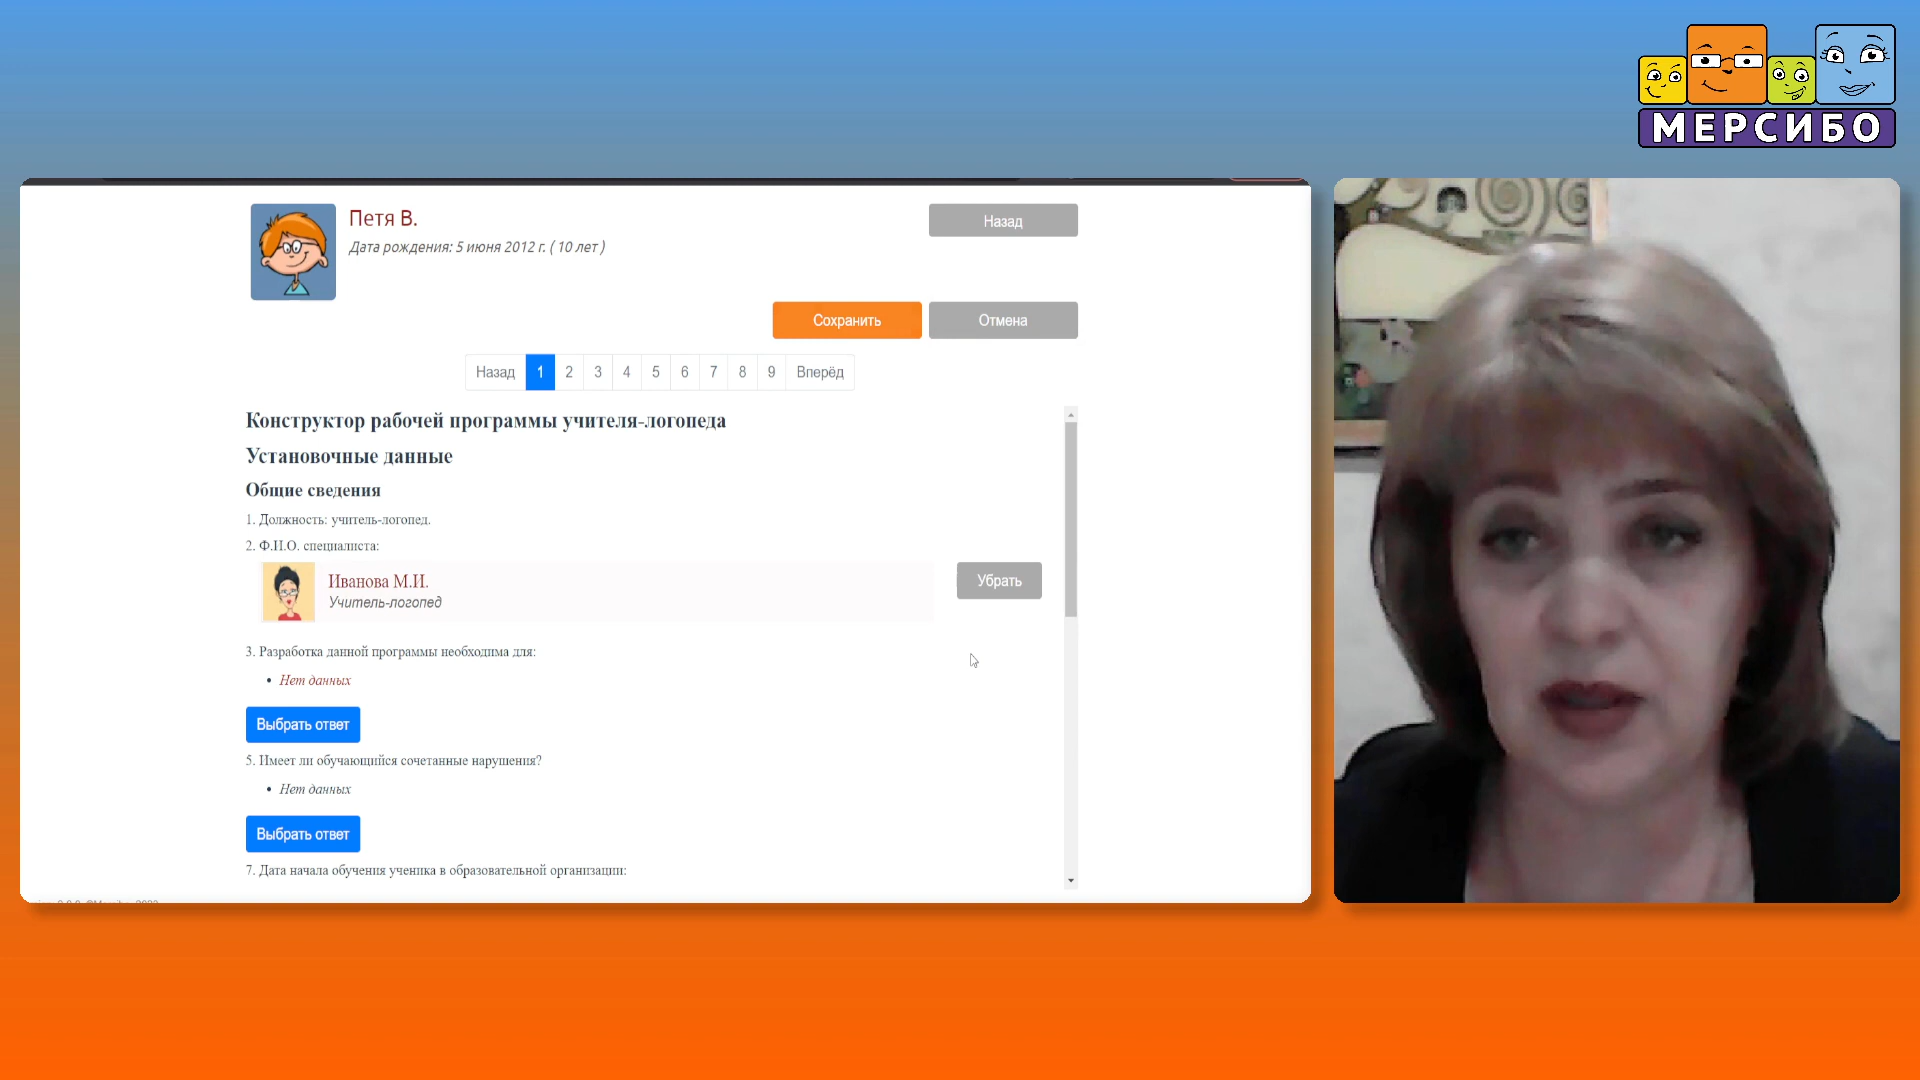 МЕРСИБО
Петя В.
Дата рождения: 5 июня 2012 г. ( 10 лет )
Назад
Сохранить
Отмена
Назад 1 2 3 4 5 6 7 8 9 Вперёд
Конструктор рабочей программы учителя-логопеда
Установочные данные
Общие сведения
1. Должность: учитель-логопед.
2. Ф.И.О. специалиста:
Иванова М.И.
Учитель-логопед
Убрать
3. Разработка данной программы необходима для:
• Нет данных
Выбрать ответ
5. Имеет ли обучающийся сочетанные нарушения?
• Нет данных
Выбрать ответ
7. Дата начала обучения ученика в образовательной организации: